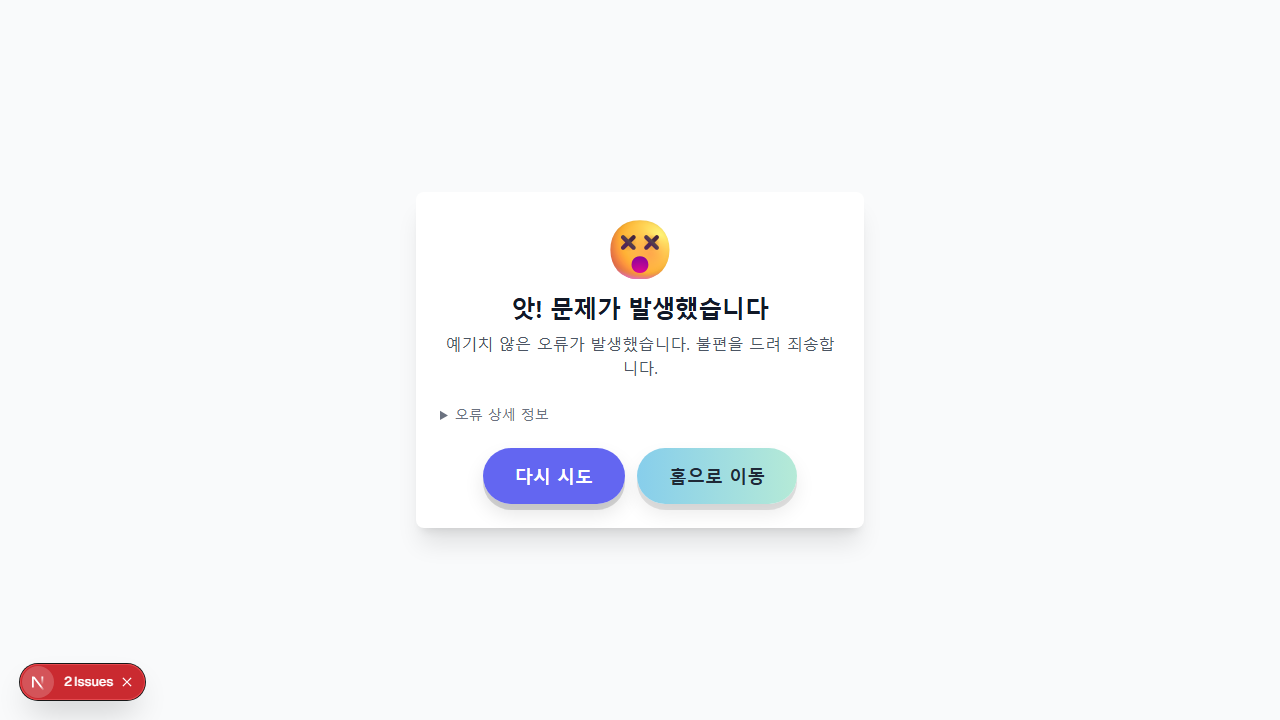 앗! 문제가 발생했습니다
예기치 않은 오류가 발생했습니다. 불편을 드려 죄송합
니다.
▶ 오류 상세 정보
다시 시도
홈으로 이동
2 Issues